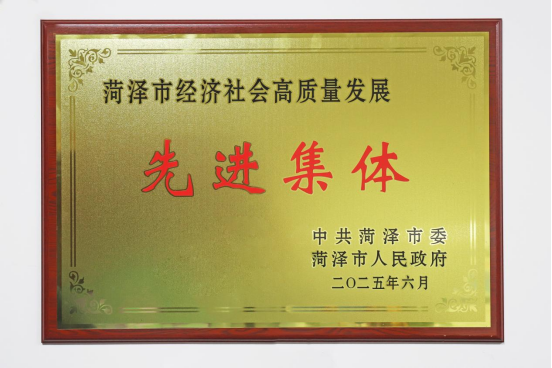 菏泽市经济社会高质量发展
先进集体
中共菏泽市委
菏泽市人民政府
二〇二五年六月